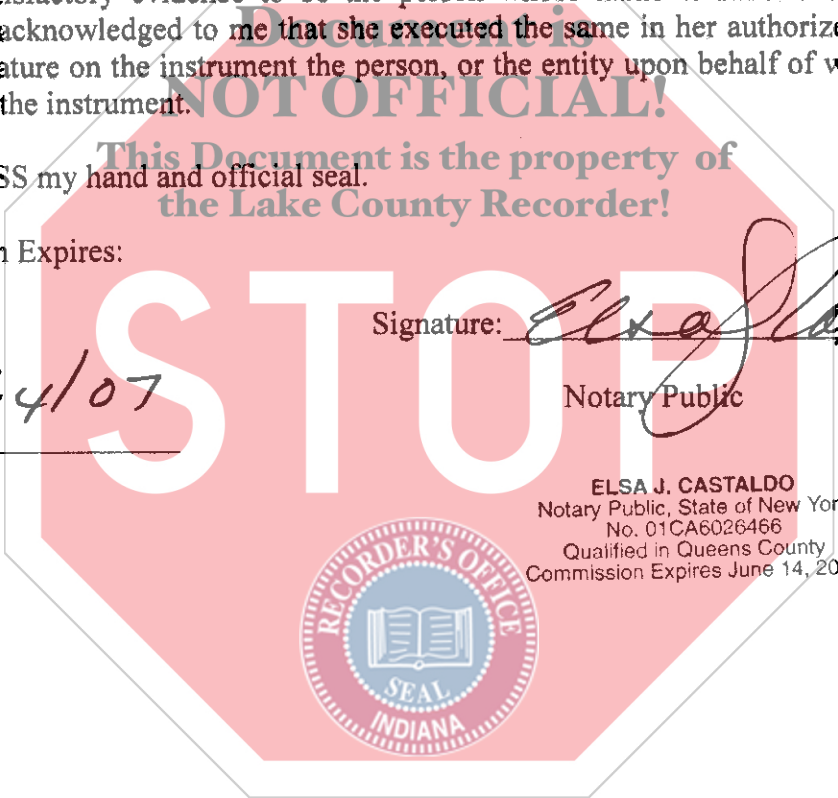 acknowledged to me that she executed the same in her authorize
Document is
ature on the instrument the person, or the entity upon behalf of w
the instrument.
NOT OFFICIAL!
This Document is the property of
SS my hand and official seal.
the Lake County Recorder!
n Expires:
STOP
Signature: Elsa J
4/07
Notary Public
ELSA J. CASTALDO
Notary Public, State of New Yor
No. 01CA6026466
Qualified in Queens County
Commission Expires June 14, 20
RECORDER'S OFFICE
SEAL
INDIANA